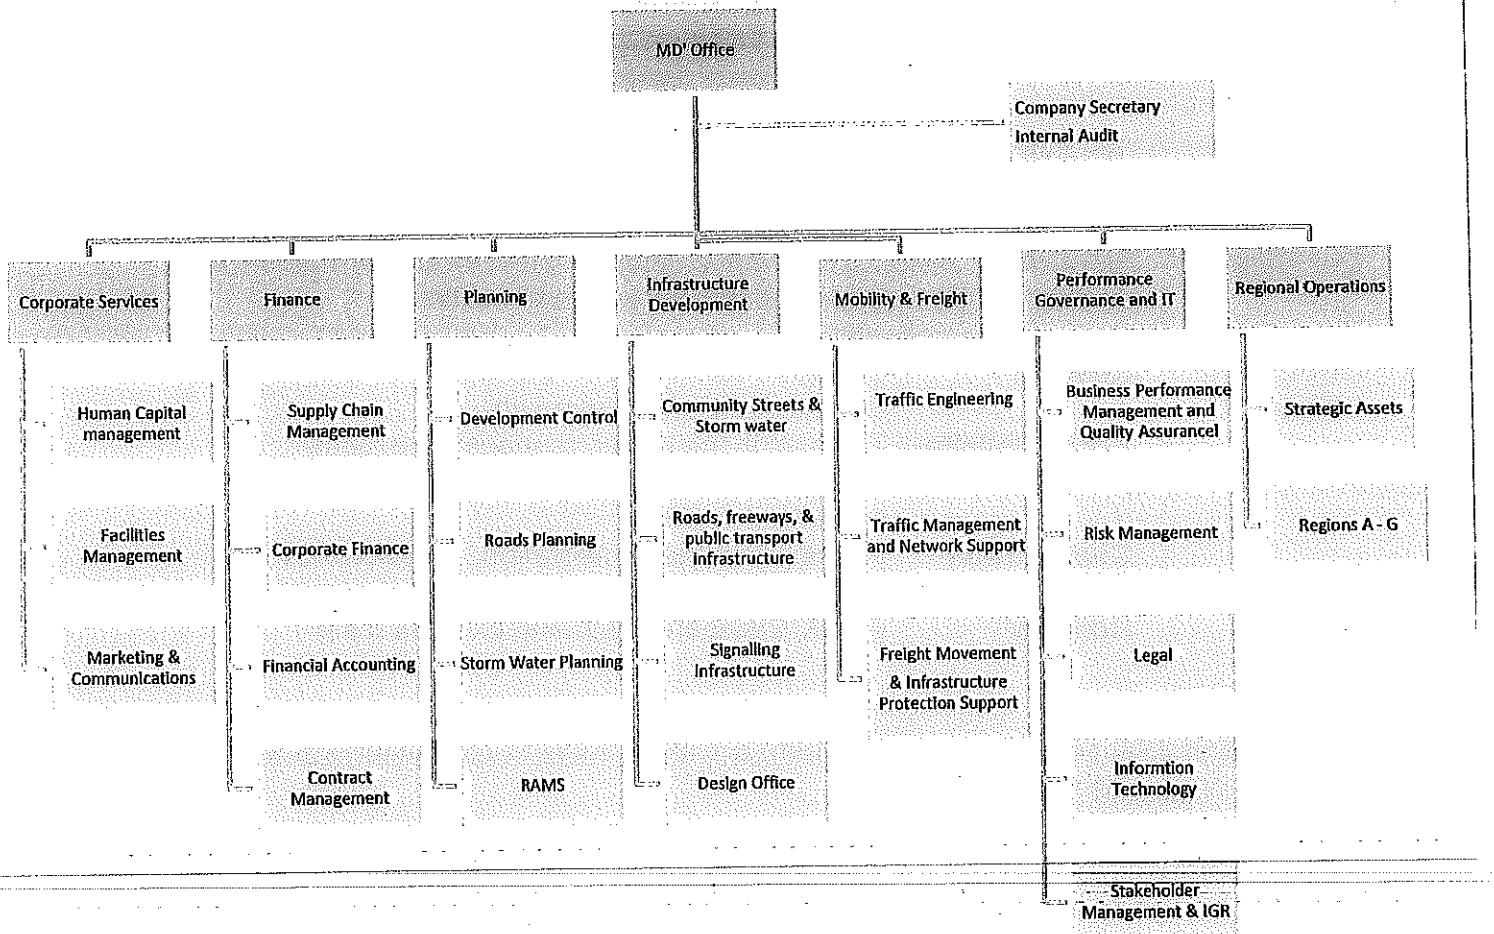 MD' Office
Company Secretary
Internal Audit
Corporate Services
Finance
Planning
Infrastructure
Development
Mobility & Freight
Performance
Governance and IT
Regional Operations
Human Capital
management
Facilities
Management
Marketing &
Communications
Supply Chain
Management
Corporate Finance
Financial Accounting
Contract
Management
Development Control
Roads Planning
Storm Water Planning
RAMS
Community Streets &
Storm water
Roads, freeways, &
public transport
Infrastructure
Signalling
Infrastructure
Design Office
Traffic Engineering
Traffic Management
and Network Support
Freight Movement
& Infrastructure
Protection Support
Business Performance
Management and
Quality Assurancel
Risk Management
Legal
Informtion
Technology
Stakeholder
Management & IGR
Strategic Assets
Regions A - G